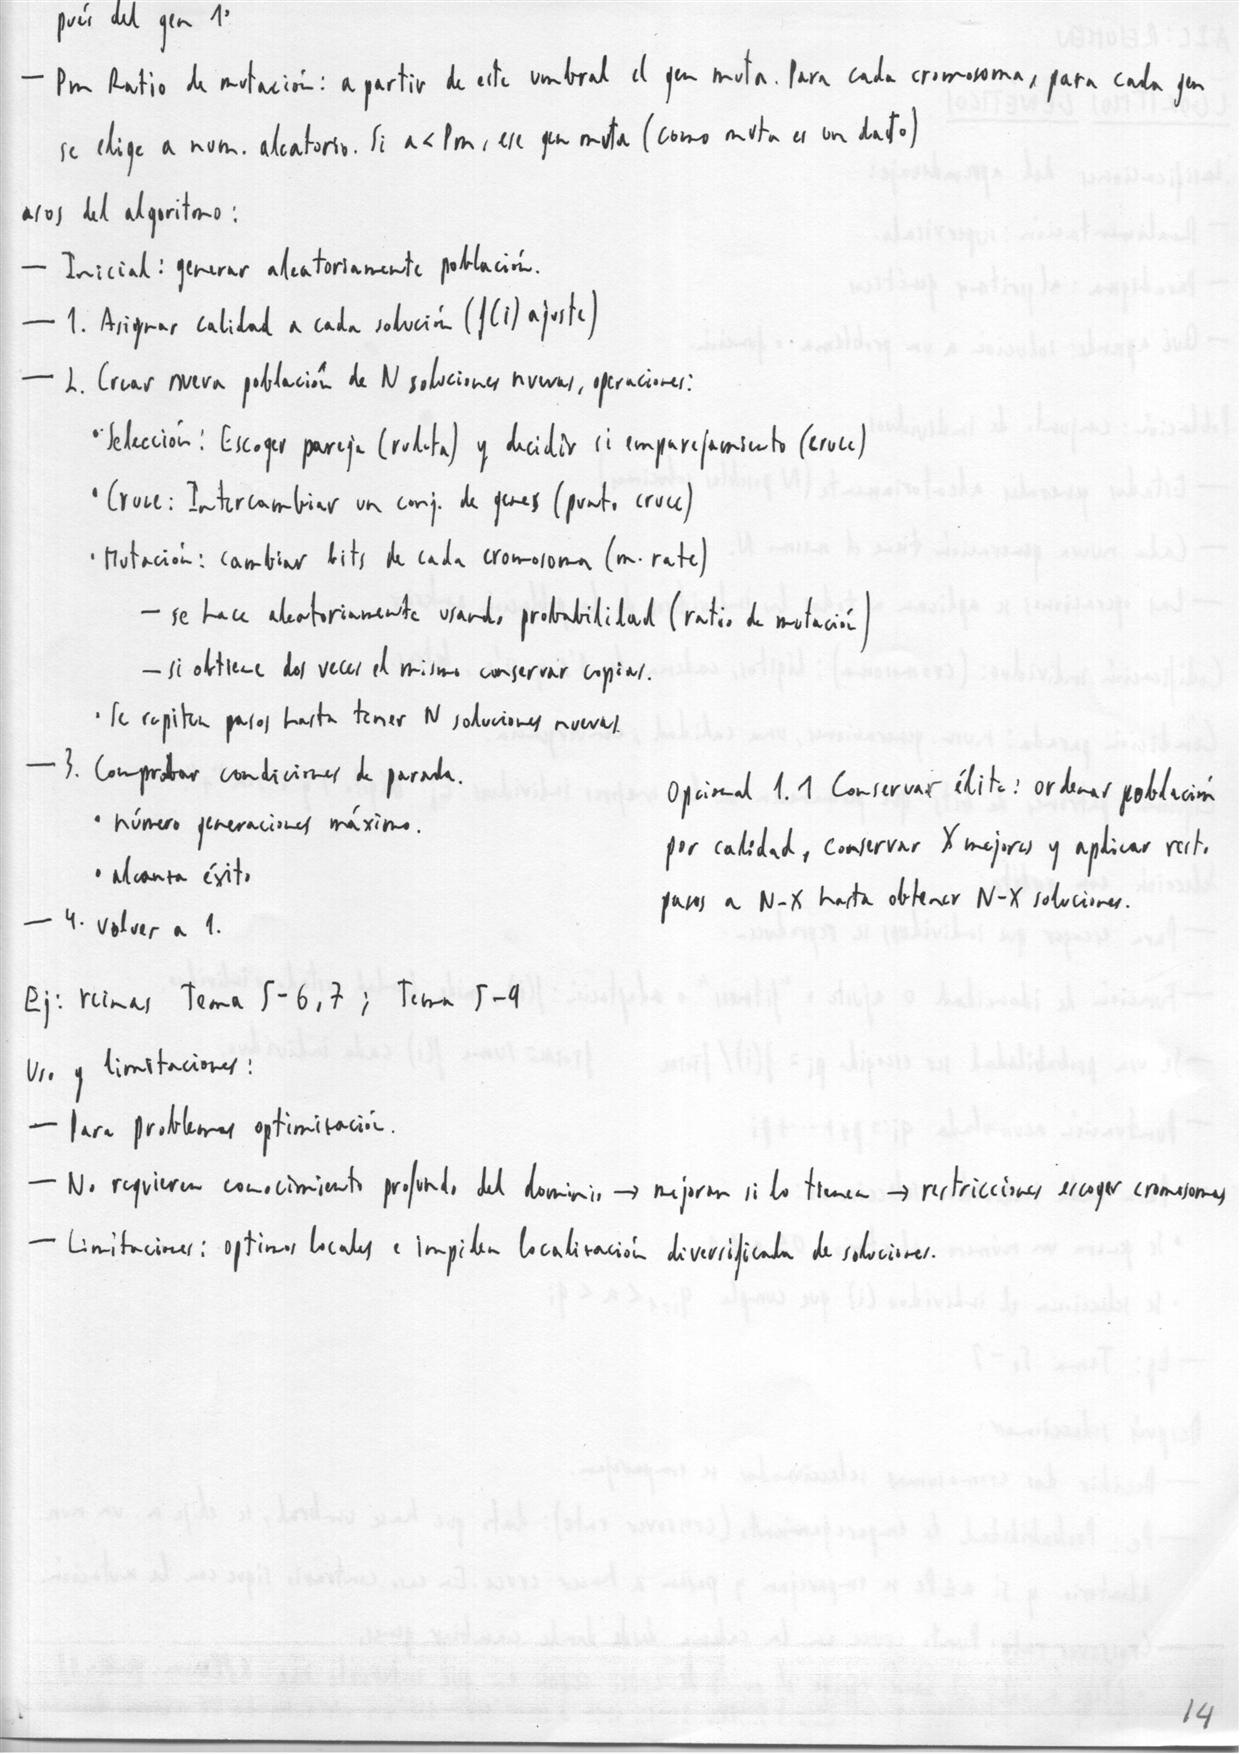 pués del gen 1º
— Pm Ratio de mutación: a partir de este umbral el gen muta. Para cada cromosoma, para cada gen
se elige a num. aleatorio. Si a < Pm, ese gen muta (como muta es un dato)
asos del algoritmo:
— Inicial: generar aleatoriamente población.
— 1. Asignar calidad a cada solución (f(i) ajuste)
— 2. Crear nueva población de N soluciones nuevas, operaciones:
· Selección: Escoger pareja (ruleta) y decidir si emparejamiento (cruce)
· Cruce: Intercambiar un conj. de genes (punto cruce)
· Mutación: cambiar bits de cada cromosoma (m. rate)
— se hace aleatoriamente usando probabilidad (ratio de mutación)
— si obtiene dos veces el mismo conservar copias.
· Se repiten pasos hasta tener N soluciones nuevas.
— 3. Comprobar condiciones de parada.
· número generaciones máximo.
· alcanza éxito
— 4. Volver a 1.
Opcional 1.1 Conservar élite: ordenar población
por calidad, conservar X mejores y aplicar resto
pasos a N-X hasta obtener N-X soluciones.
Ej: reinas Tema 5-6,7 ; Tema 5-9
Uso y limitaciones:
— Para problemas optimización.
— No requieren conocimiento profundo del dominio → mejoran si lo tienen → restricciones escoger cromosomas
— Limitaciones: optimos locales e impiden localización diversificada de soluciones.
14